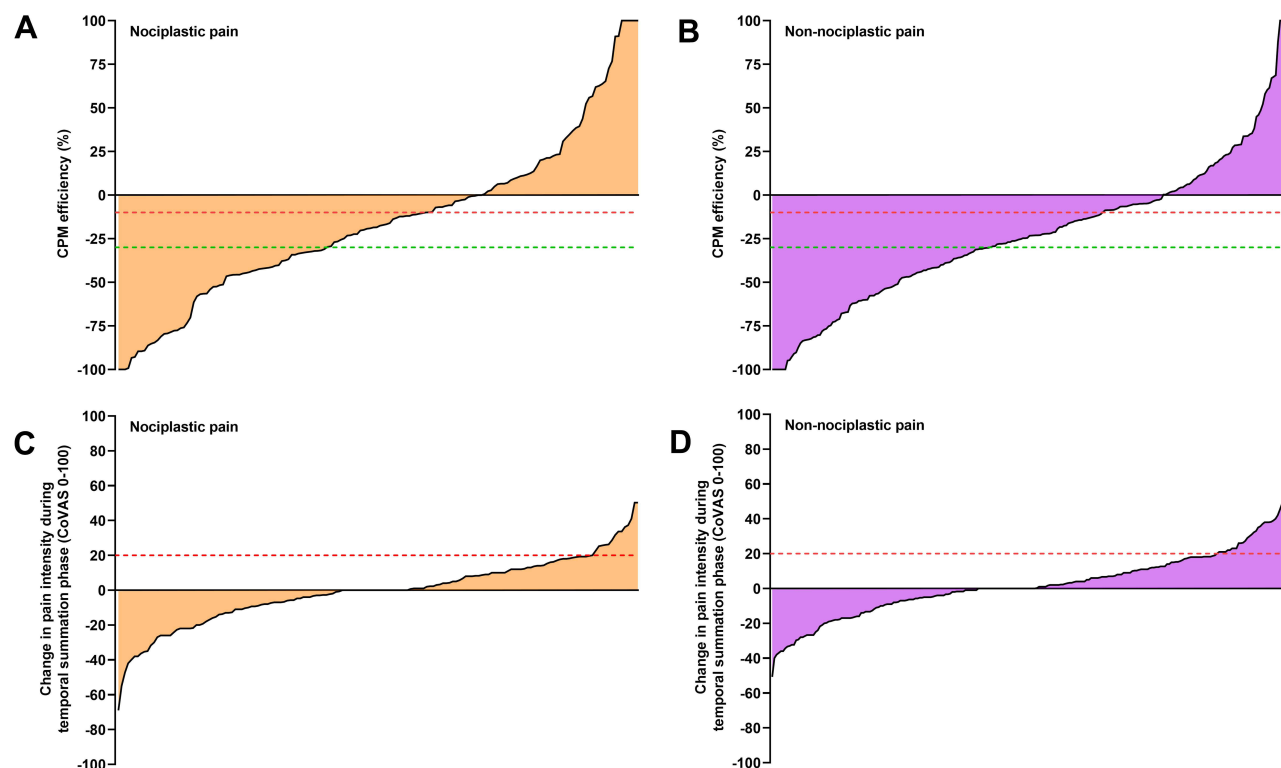 A
Nociplastic pain
CPM efficiency (%)
100
75
50
25
0
-25
-50
-75
-100
B
Non-nociplastic pain
CPM efficiency (%)
100
75
50
25
0
-25
-50
-75
-100
C
Nociplastic pain
Change in pain intensity during
temporal summation phase (CoVAS 0-100)
100
80
60
40
20
0
-20
-40
-60
-80
-100
D
Non-nociplastic pain
Change in pain intensity during
temporal summation phase (CoVAS 0-100)
100
80
60
40
20
0
-20
-40
-60
-80
-100